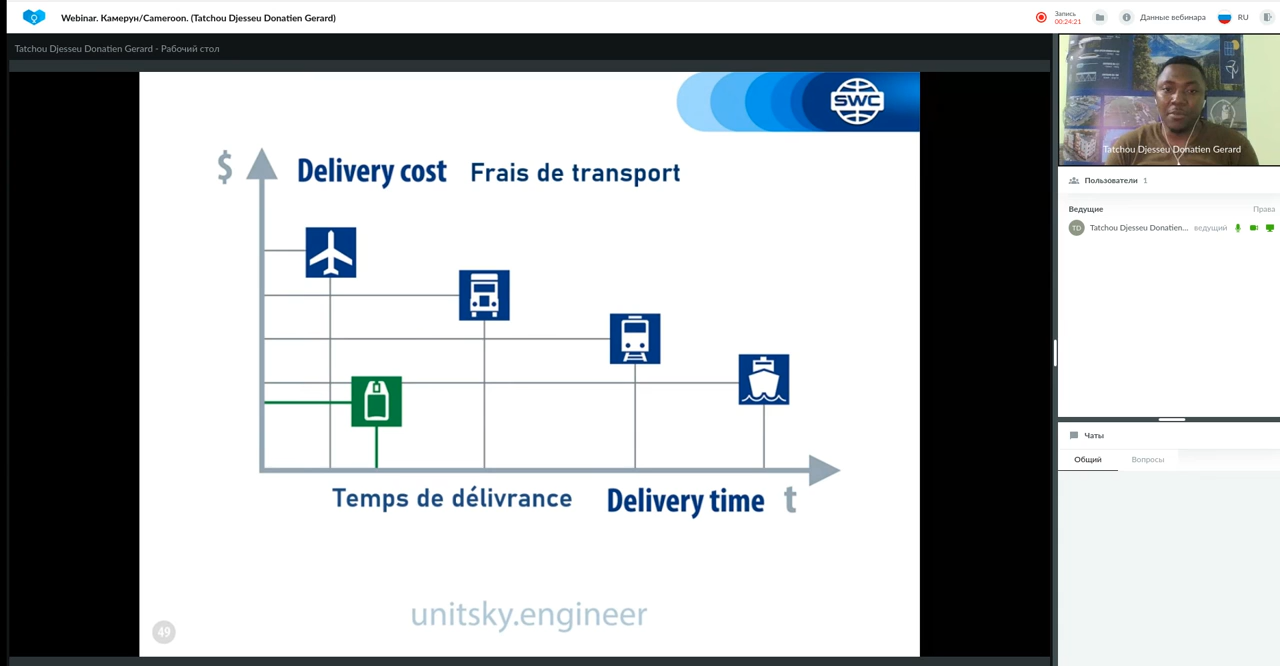 Webinar. Камерун/Cameroon. (Tatchou Djesseu Donatien Gerard)
Запись
00:24:21
Данные вебинара
RU
Tatchou Djesseu Donatien Gerard - Рабочий стол
SWC
$
Delivery cost Frais de transport
Temps de délivrance Delivery time t
unitsky.engineer
49
Tatchou Djesseu Donatien Gerard
Пользователи 1
Ведущие Права
TD Tatchou Djesseu Donatien... ведущий
Чаты
Общий Вопросы